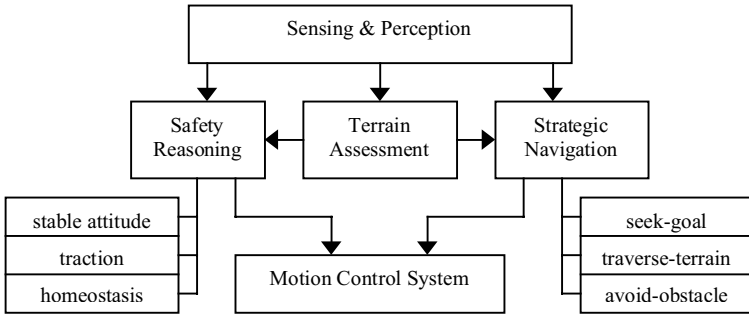 Sensing & Perception
Safety
Reasoning
Terrain
Assessment
Strategic
Navigation
stable attitude
traction
homeostasis
Motion Control System
seek-goal
traverse-terrain
avoid-obstacle